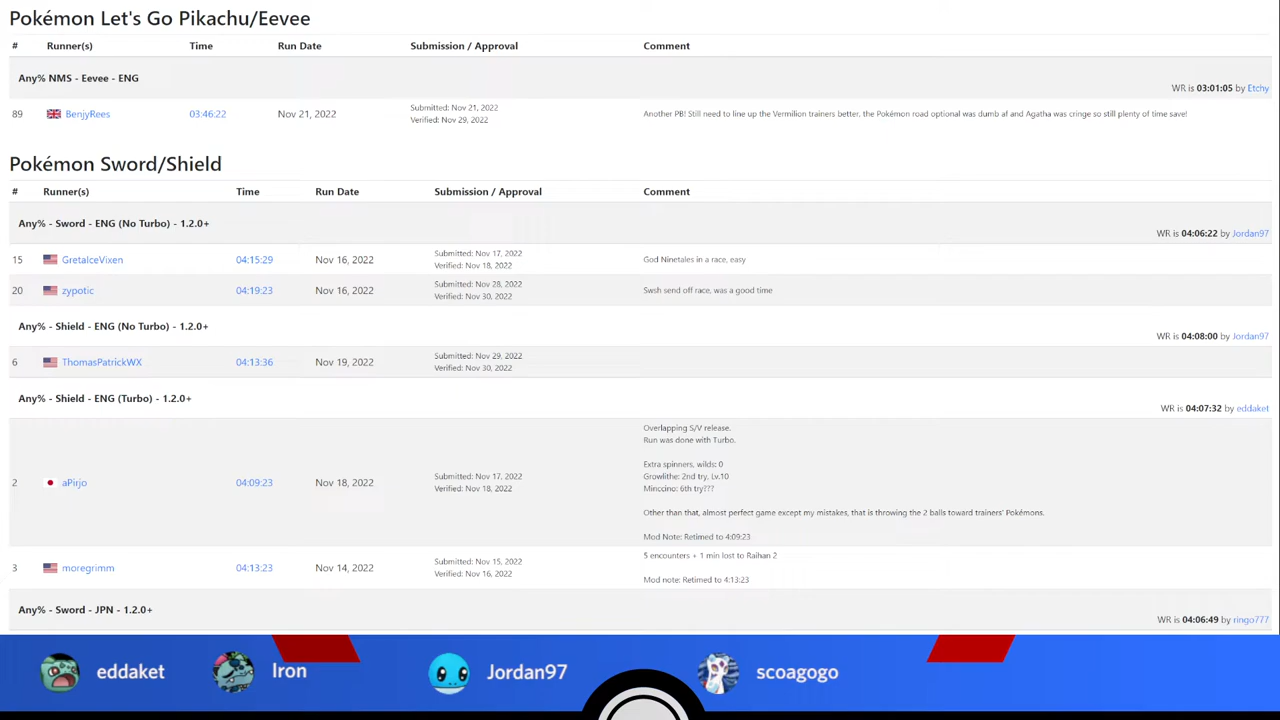 Pokémon Let's Go Pikachu/Eevee
# Runner(s) Time Run Date Submission / Approval Comment
Any% NMS - Eevee - ENG
WR is 03:01:05 by Etchy
89 BenjyRees 03:46:22 Nov 21, 2022 Submitted: Nov 21, 2022 Another PB! Still need to line up the Vermilion trainers better, the Pokémon road optional was dumb af and Agatha was cringe so still plenty of time save!
Verified: Nov 29, 2022
Pokémon Sword/Shield
# Runner(s) Time Run Date Submission / Approval Comment
Any% - Sword - ENG (No Turbo) - 1.2.0+
WR is 04:06:22 by Jordan97
15 GretaIceVixen 04:15:29 Nov 16, 2022 Submitted: Nov 17, 2022 God Ninetales in a race, easy
Verified: Nov 18, 2022
20 zypotic 04:19:23 Nov 16, 2022 Submitted: Nov 28, 2022 Swsh send off race, was a good time
Verified: Nov 30, 2022
Any% - Shield - ENG (No Turbo) - 1.2.0+
WR is 04:08:00 by Jordan97
6 ThomasPatrickWX 04:13:36 Nov 19, 2022 Submitted: Nov 29, 2022
Verified: Nov 30, 2022
Any% - Shield - ENG (Turbo) - 1.2.0+
WR is 04:07:32 by eddaket
Overlapping S/V release.
Run was done with Turbo.
Extra spinners, wilds: 0
2 aPirjo 04:09:23 Nov 18, 2022 Submitted: Nov 17, 2022 Growlithe: 2nd try, Lv.10
Verified: Nov 18, 2022 Minccino: 6th try???
Other than that, almost perfect game except my mistakes, that is throwing the 2 balls toward trainers' Pokémons.
Mod Note: Retimed to 4:09:23
3 moregrimm 04:13:23 Nov 14, 2022 Submitted: Nov 15, 2022 5 encounters + 1 min lost to Raihan 2
Verified: Nov 16, 2022 Mod note: Retimed to 4:13:23
Any% - Sword - JPN - 1.2.0+
WR is 04:06:49 by ringo777
eddaket Iron Jordan97 scoagogo